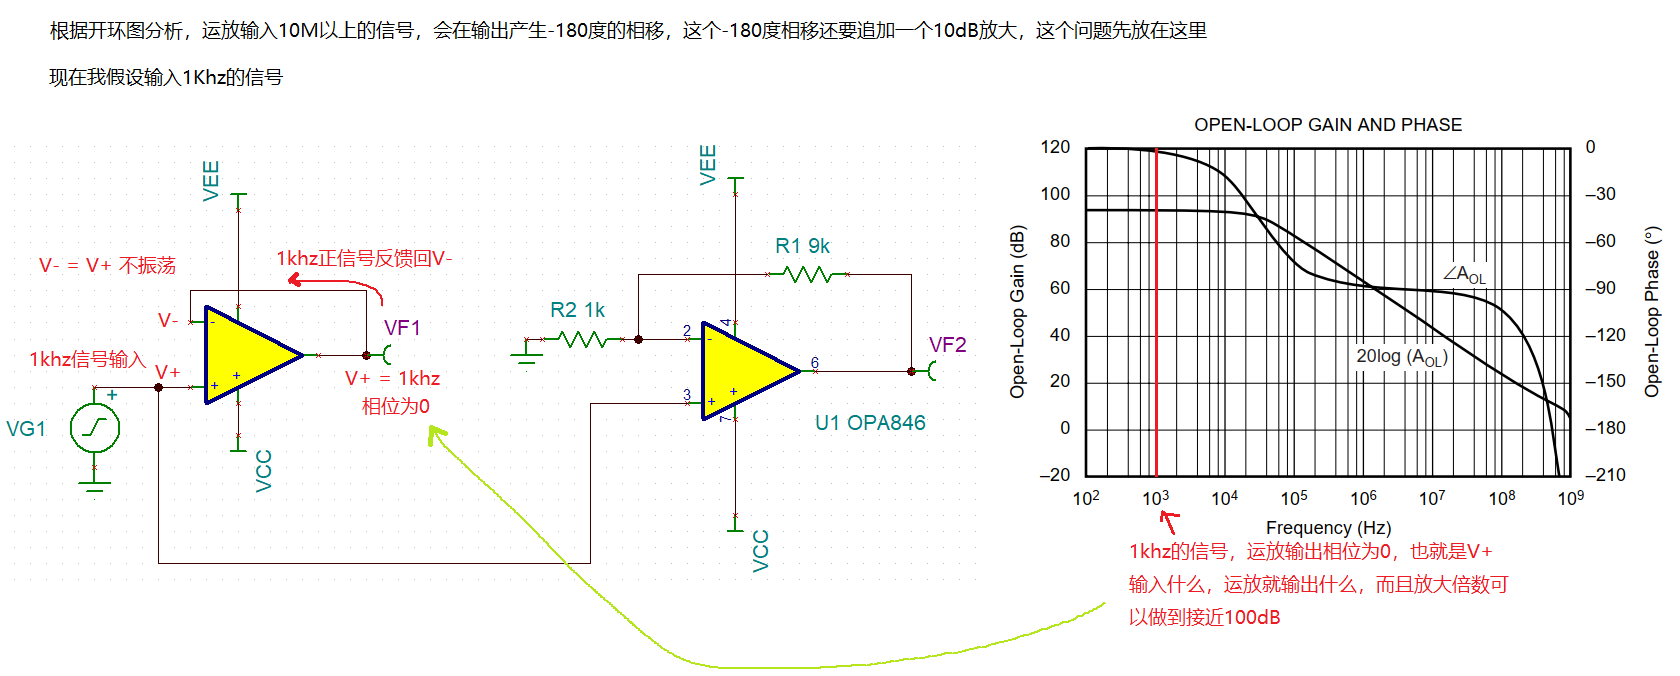 根据开环图分析，运放输入10M以上的信号，会在输出产生-180度的相移，这个-180度相移还要追加一个10dB放大，这个问题先放在这里
现在我假设输入1Khz的信号
VEE
V- = V+ 不振荡
1khz正信号反馈回V-
V-
-
VF1
1khz信号输入
V+
+
+
V+ = 1khz
相位为0
+
VG1
VCC
VEE
R1 9k
R2 1k
4
2
-
VF2
6
3
+
+
7
U1 OPA846
VCC
OPEN-LOOP GAIN AND PHASE
120
100
80
60
40
20
0
–20
Open-Loop Gain (dB)
0
–30
–60
–90
–120
–150
–180
–210
Open-Loop Phase (°)
∠AOL
20log (AOL)
10² 10³ 10⁴ 10⁵ 10⁶ 10⁷ 10⁸ 10⁹
Frequency (Hz)
1khz的信号，运放输出相位为0，也就是V+
输入什么，运放就输出什么，而且放大倍数可
以做到接近100dB